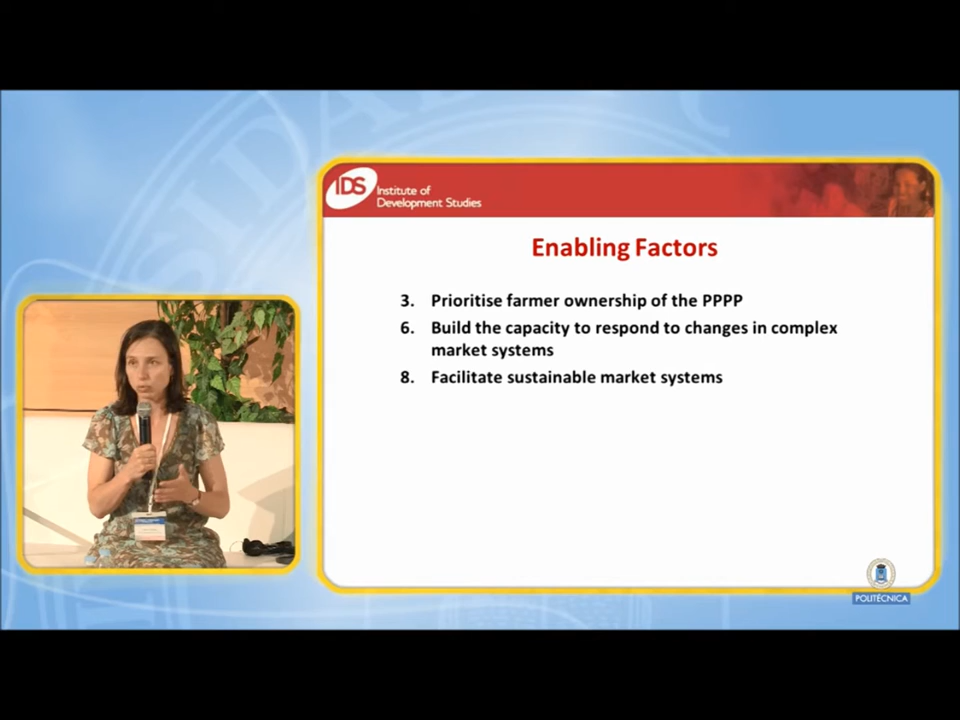 IDS Institute of
Development Studies
Enabling Factors
3. Prioritise farmer ownership of the PPPP
6. Build the capacity to respond to changes in complex
market systems
8. Facilitate sustainable market systems
POLITÉCNICA